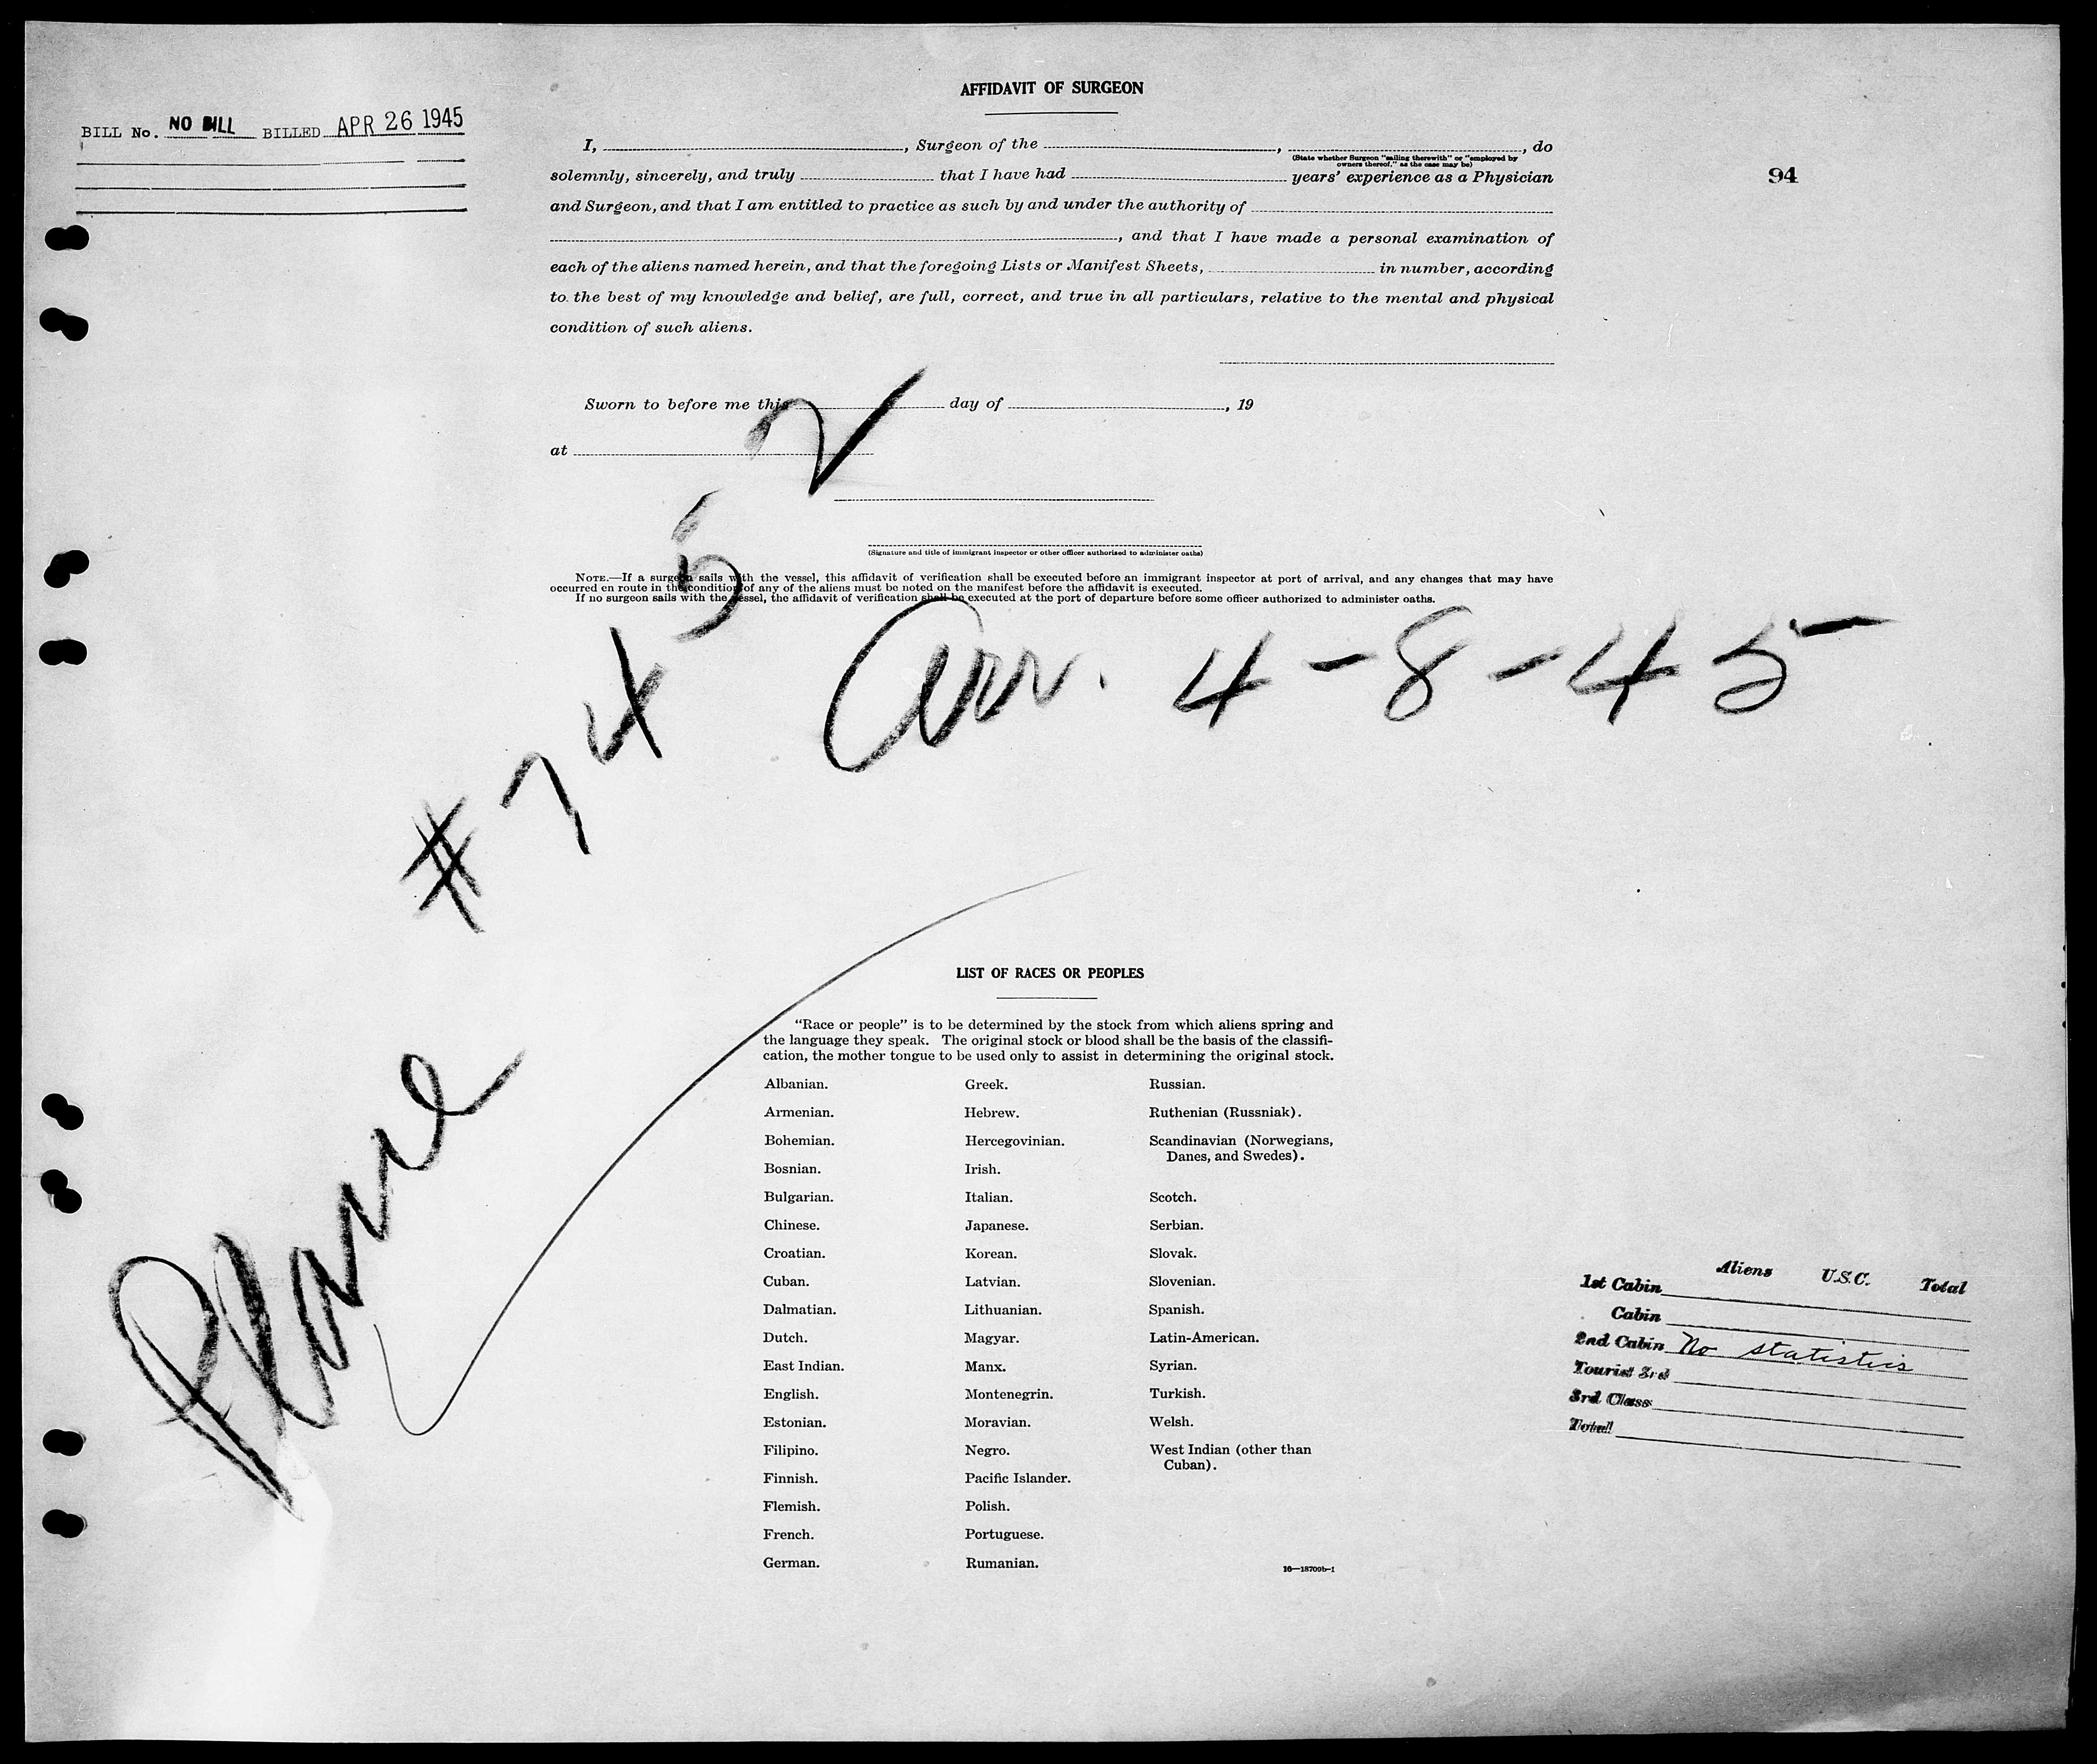 BILL No. NO BILL BILLED APR 26 1945
AFFIDAVIT OF SURGEON
I, , Surgeon of the , , do
(State whether Surgeon "sailing therewith" or "employed by
owners thereof," as the case may be)
solemnly, sincerely, and truly that I have had years' experience as a Physician
and Surgeon, and that I am entitled to practice as such by and under the authority of
, and that I have made a personal examination of
each of the aliens named herein, and that the foregoing Lists or Manifest Sheets, in number, according
to the best of my knowledge and belief, are full, correct, and true in all particulars, relative to the mental and physical
condition of such aliens.
94
Sworn to before me this day of , 19
at
(Signature and title of immigrant inspector or other officer authorized to administer oaths)
NOTE.—If a surgeon sails with the vessel, this affidavit of verification shall be executed before an immigrant inspector at port of arrival, and any changes that may have
occurred en route in the condition of any of the aliens must be noted on the manifest before the affidavit is executed.
If no surgeon sails with the vessel, the affidavit of verification shall be executed at the port of departure before some officer authorized to administer oaths.
Plane #745
Arr. 4-8-45
LIST OF RACES OR PEOPLES
"Race or people" is to be determined by the stock from which aliens spring and
the language they speak. The original stock or blood shall be the basis of the classifi-
cation, the mother tongue to be used only to assist in determining the original stock.
Albanian.
Armenian.
Bohemian.
Bosnian.
Bulgarian.
Chinese.
Croatian.
Cuban.
Dalmatian.
Dutch.
East Indian.
English.
Estonian.
Filipino.
Finnish.
Flemish.
French.
German.
Greek.
Hebrew.
Hercegovinian.
Irish.
Italian.
Japanese.
Korean.
Latvian.
Lithuanian.
Magyar.
Manx.
Montenegrin.
Moravian.
Negro.
Pacific Islander.
Polish.
Portuguese.
Rumanian.
Russian.
Ruthenian (Russniak).
Scandinavian (Norwegians,
Danes, and Swedes).
Scotch.
Serbian.
Slovak.
Slovenian.
Spanish.
Latin-American.
Syrian.
Turkish.
Welsh.
West Indian (other than
Cuban).
16—18709b-1
Aliens U.S.C. Total
1st Cabin
Cabin
2nd Cabin No statistics
Tourist 3rd
3rd Class
Total